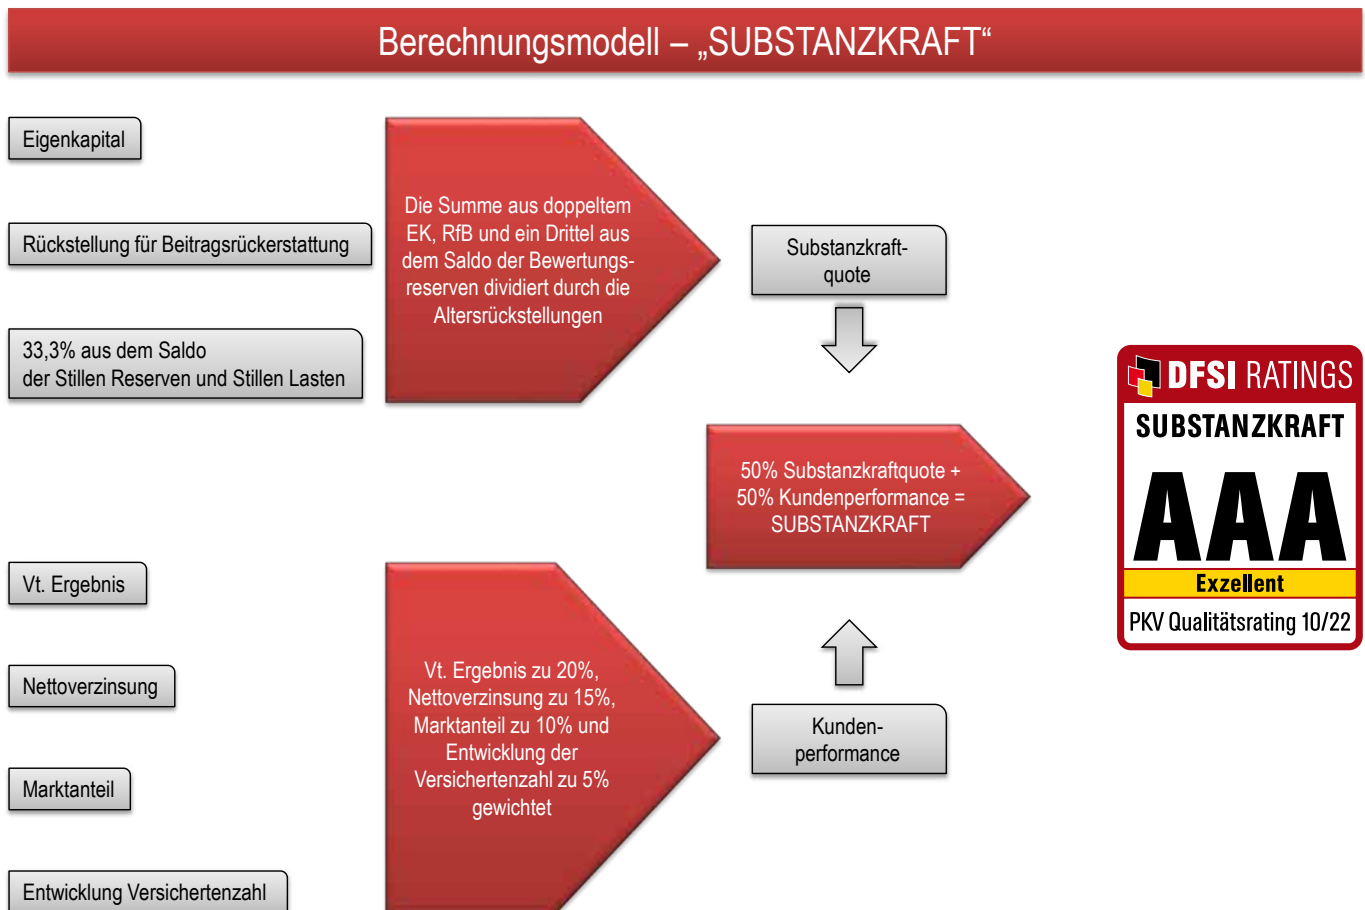 Berechnungsmodell – „SUBSTANZKRAFT“
Eigenkapital
Rückstellung für Beitragsrückerstattung
33,3% aus dem Saldo
der Stillen Reserven und Stillen Lasten
Die Summe aus doppeltem
EK, RfB und ein Drittel aus
dem Saldo der Bewertungs-
reserven dividiert durch die
Altersrückstellungen
Substanzkraft-
quote
50% Substanzkraftquote +
50% Kundenperformance =
SUBSTANZKRAFT
DFSI RATINGS
SUBSTANZKRAFT
AAA
Exzellent
PKV Qualitätsrating 10/22
Vt. Ergebnis
Nettoverzinsung
Marktanteil
Entwicklung Versichertenzahl
Vt. Ergebnis zu 20%,
Nettoverzinsung zu 15%,
Marktanteil zu 10% und
Entwicklung der
Versichertenzahl zu 5%
gewichtet
Kunden-
performance